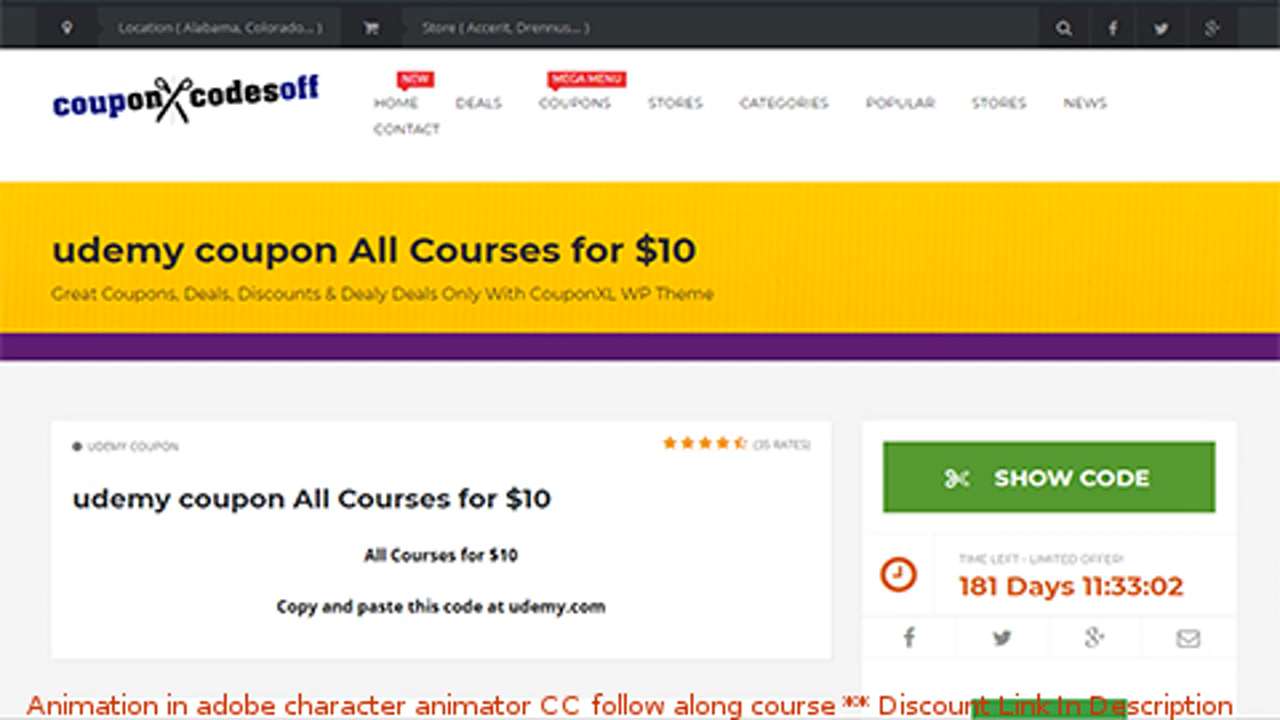 Location ( Alabama, Colorado... )
Store ( Accerit, Drennus... )
couponcodesoff
NEW
MEGA MENU
HOME DEALS COUPONS STORES CATEGORIES POPULAR STORES NEWS
CONTACT
udemy coupon All Courses for $10
Great Coupons, Deals, Discounts & Dealy Deals Only With CouponXL WP Theme
UDEMY COUPON
(35 RATES)
udemy coupon All Courses for $10
All Courses for $10
Copy and paste this code at udemy.com
SHOW CODE
TIME LEFT - LIMITED OFFER!
181 Days 11:33:02
Animation in adobe character animator CC follow along course ** Discount Link In Description